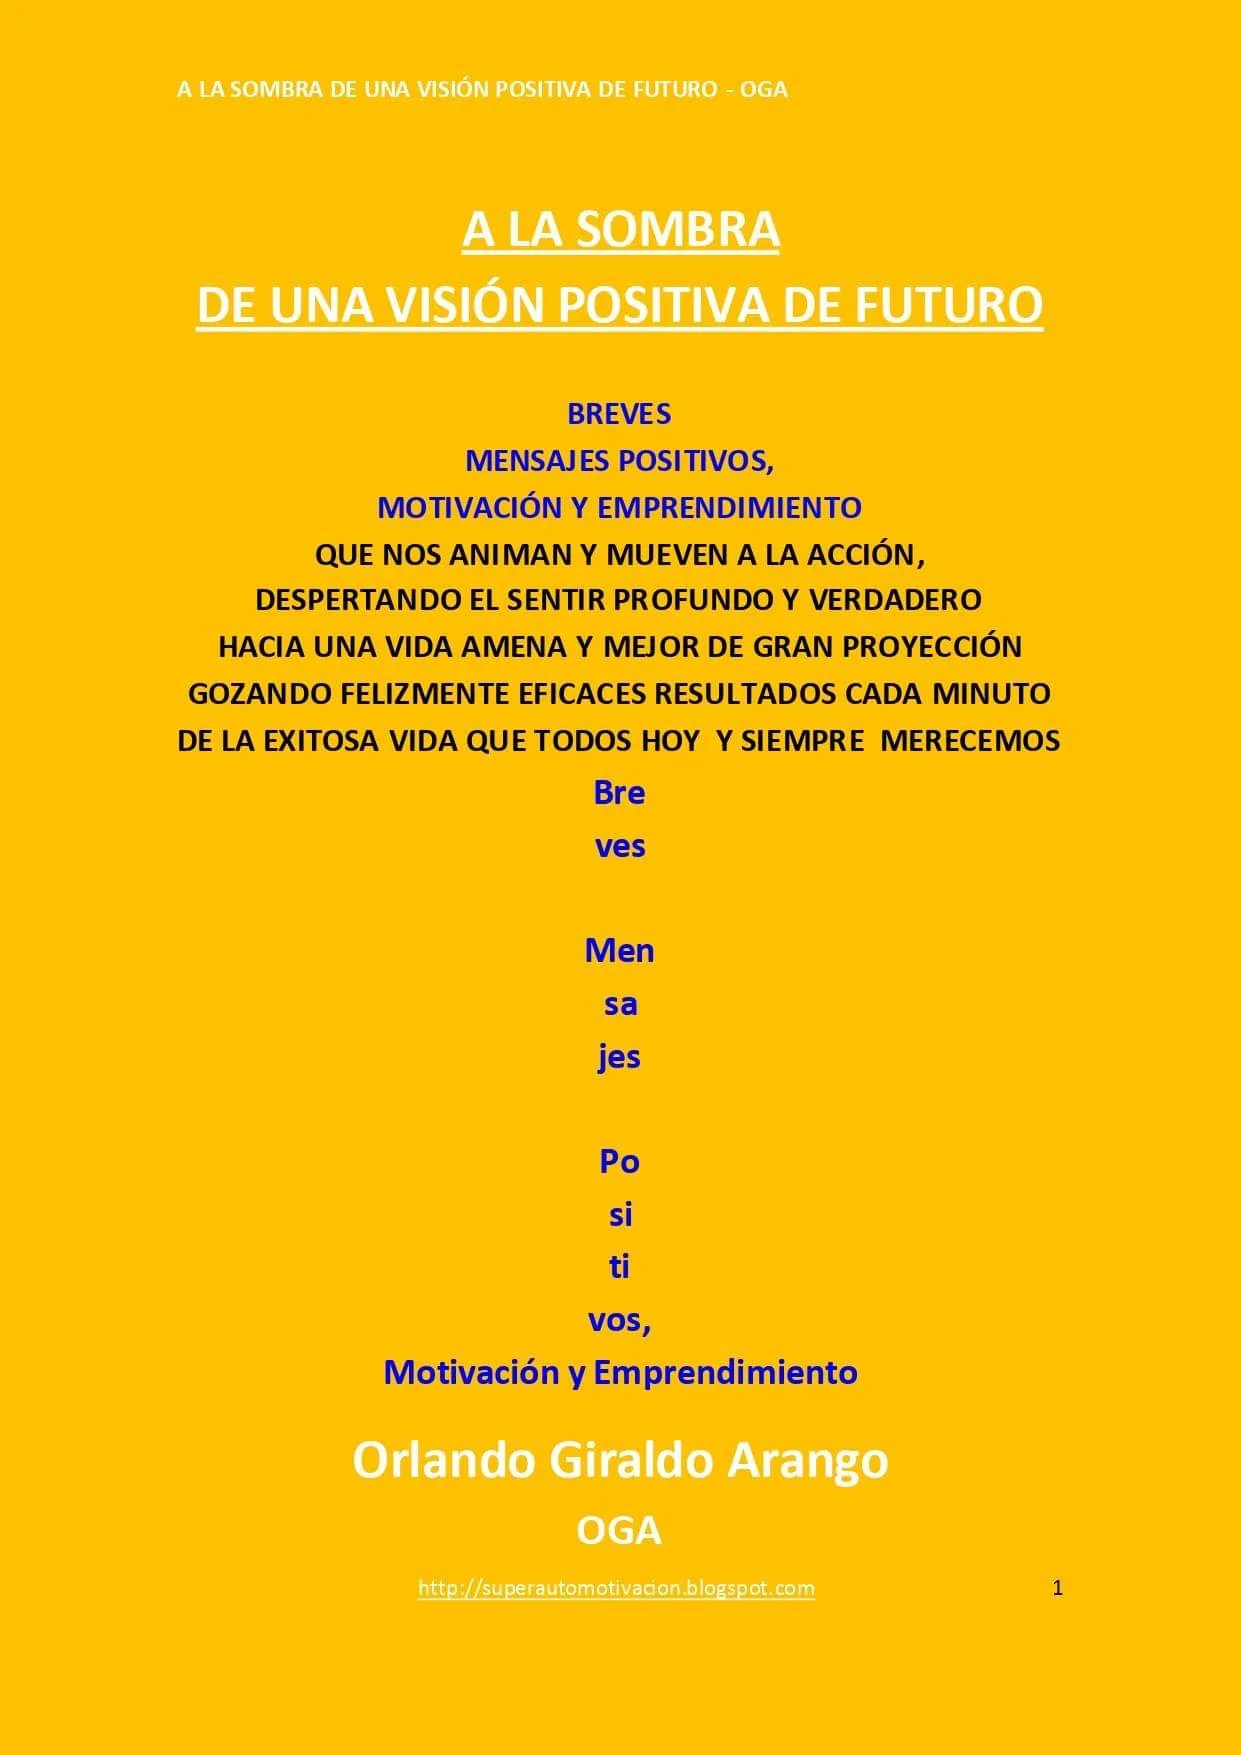 A LA SOMBRA DE UNA VISIÓN POSITIVA DE FUTURO - OGA
A LA SOMBRA
DE UNA VISIÓN POSITIVA DE FUTURO
BREVES
MENSAJES POSITIVOS,
MOTIVACIÓN Y EMPRENDIMIENTO
QUE NOS ANIMAN Y MUEVEN A LA ACCIÓN,
DESPERTANDO EL SENTIR PROFUNDO Y VERDADERO
HACIA UNA VIDA AMENA Y MEJOR DE GRAN PROYECCIÓN
GOZANDO FELIZMENTE EFICACES RESULTADOS CADA MINUTO
DE LA EXITOSA VIDA QUE TODOS HOY Y SIEMPRE MERECEMOS
Bre
ves
Men
sa
jes
Po
si
ti
vos,
Motivación y Emprendimiento
Orlando Giraldo Arango
OGA
http://superautomotivacion.blogspot.com 1